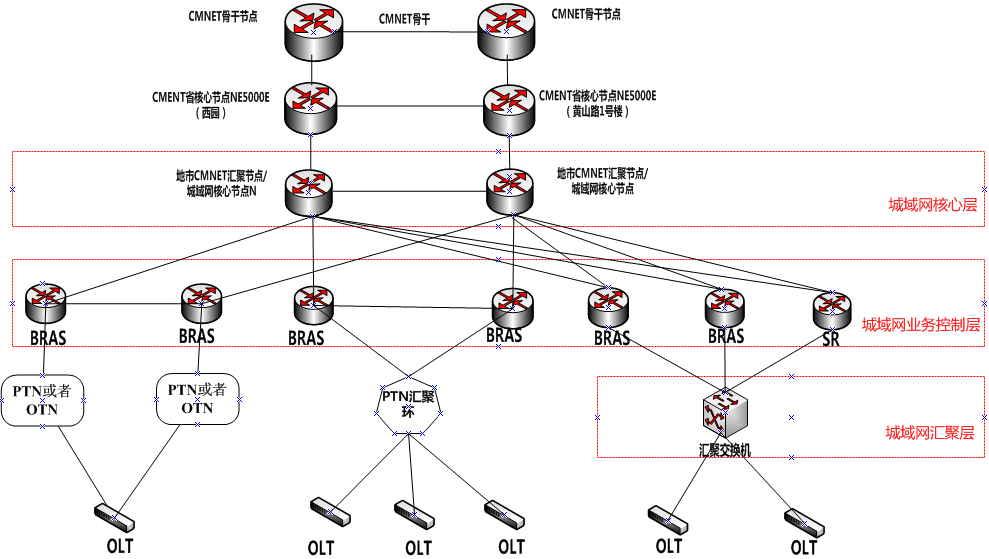 CMNET骨干节点
CMNET骨干
CMNET骨干节点
CMENT省核心节点NE5000E
（西园）
CMENT省核心节点NE5000E
（黄山路1号楼）
地市CMNET汇聚节点/
城域网核心节点N
地市CMNET汇聚节点/
城域网核心节点
城域网核心层
BRAS
BRAS
BRAS
BRAS
BRAS
BRAS
SR
城域网业务控制层
PTN或者
OTN
PTN或者
OTN
PTN汇聚
环
汇聚交换机
城域网汇聚层
OLT
OLT
OLT
OLT
OLT
OLT